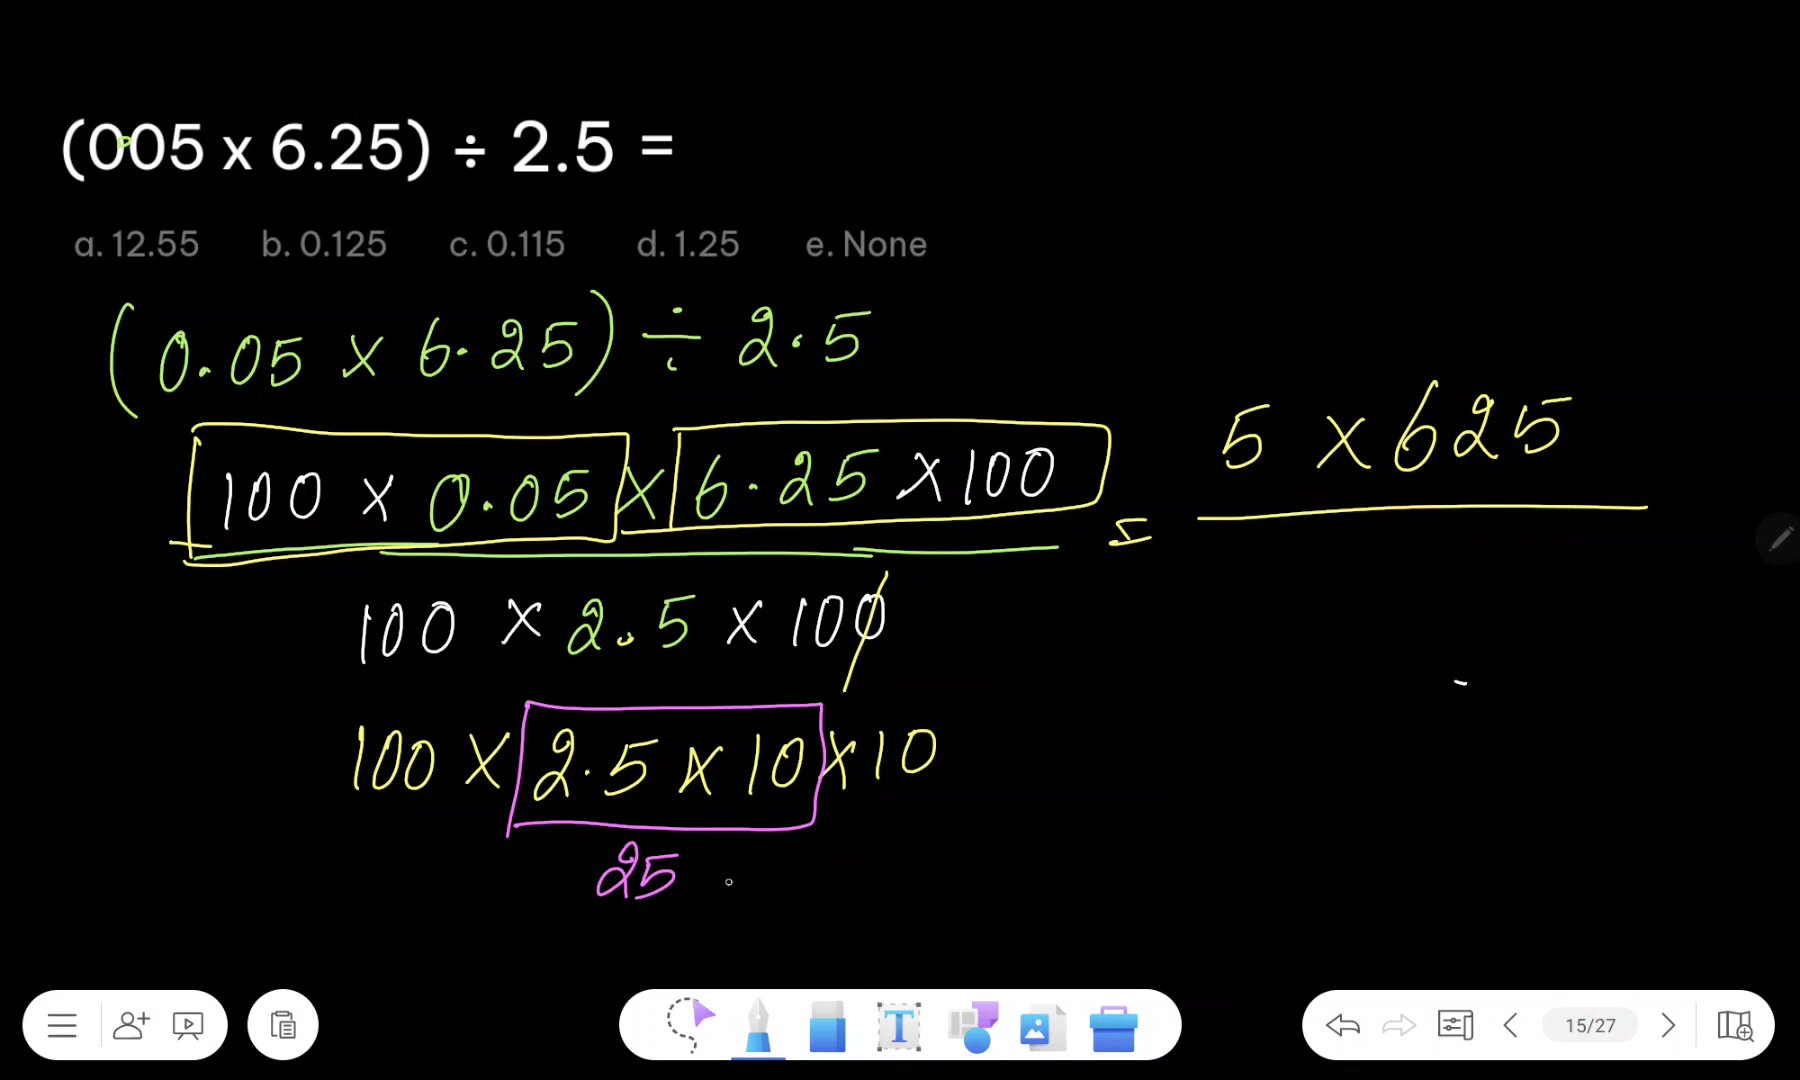 (005 x 6.25) ÷ 2.5 =
a. 12.55 b. 0.125 c. 0.115 d. 1.25 e. None
(0.05 × 6.25) ÷ 2.5
100 × 0.05 × 6.25 × 100 = 5 × 625
100 × 2.5 × 100
100 × 2.5 × 10 × 10
25
T
15/27